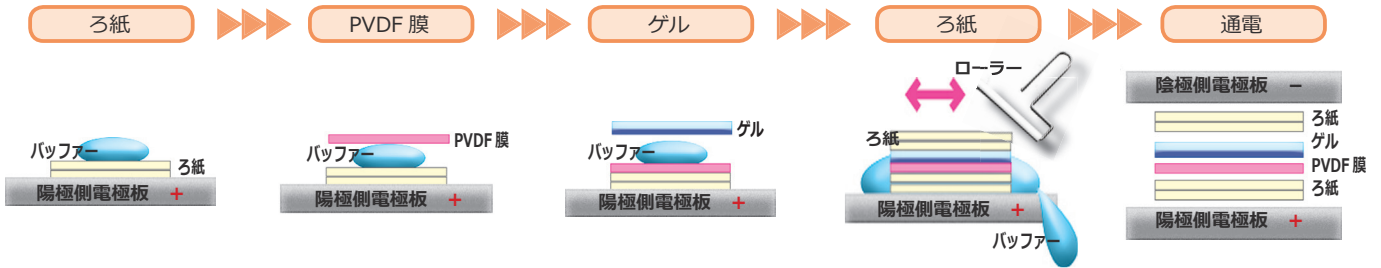 ろ紙
PVDF 膜
ゲル
ろ紙
通電
バッファー
ろ紙
陽極側電極板 +
PVDF 膜
バッファー
陽極側電極板 +
ゲル
バッファー
陽極側電極板 +
ローラー
ろ紙
陽極側電極板 +
バッファー
陰極側電極板 −
ろ紙
ゲル
PVDF 膜
ろ紙
陽極側電極板 +